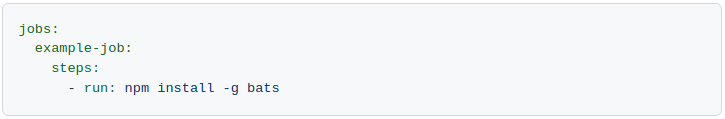 jobs:
  example-job:
    steps:
      - run: npm install -g bats